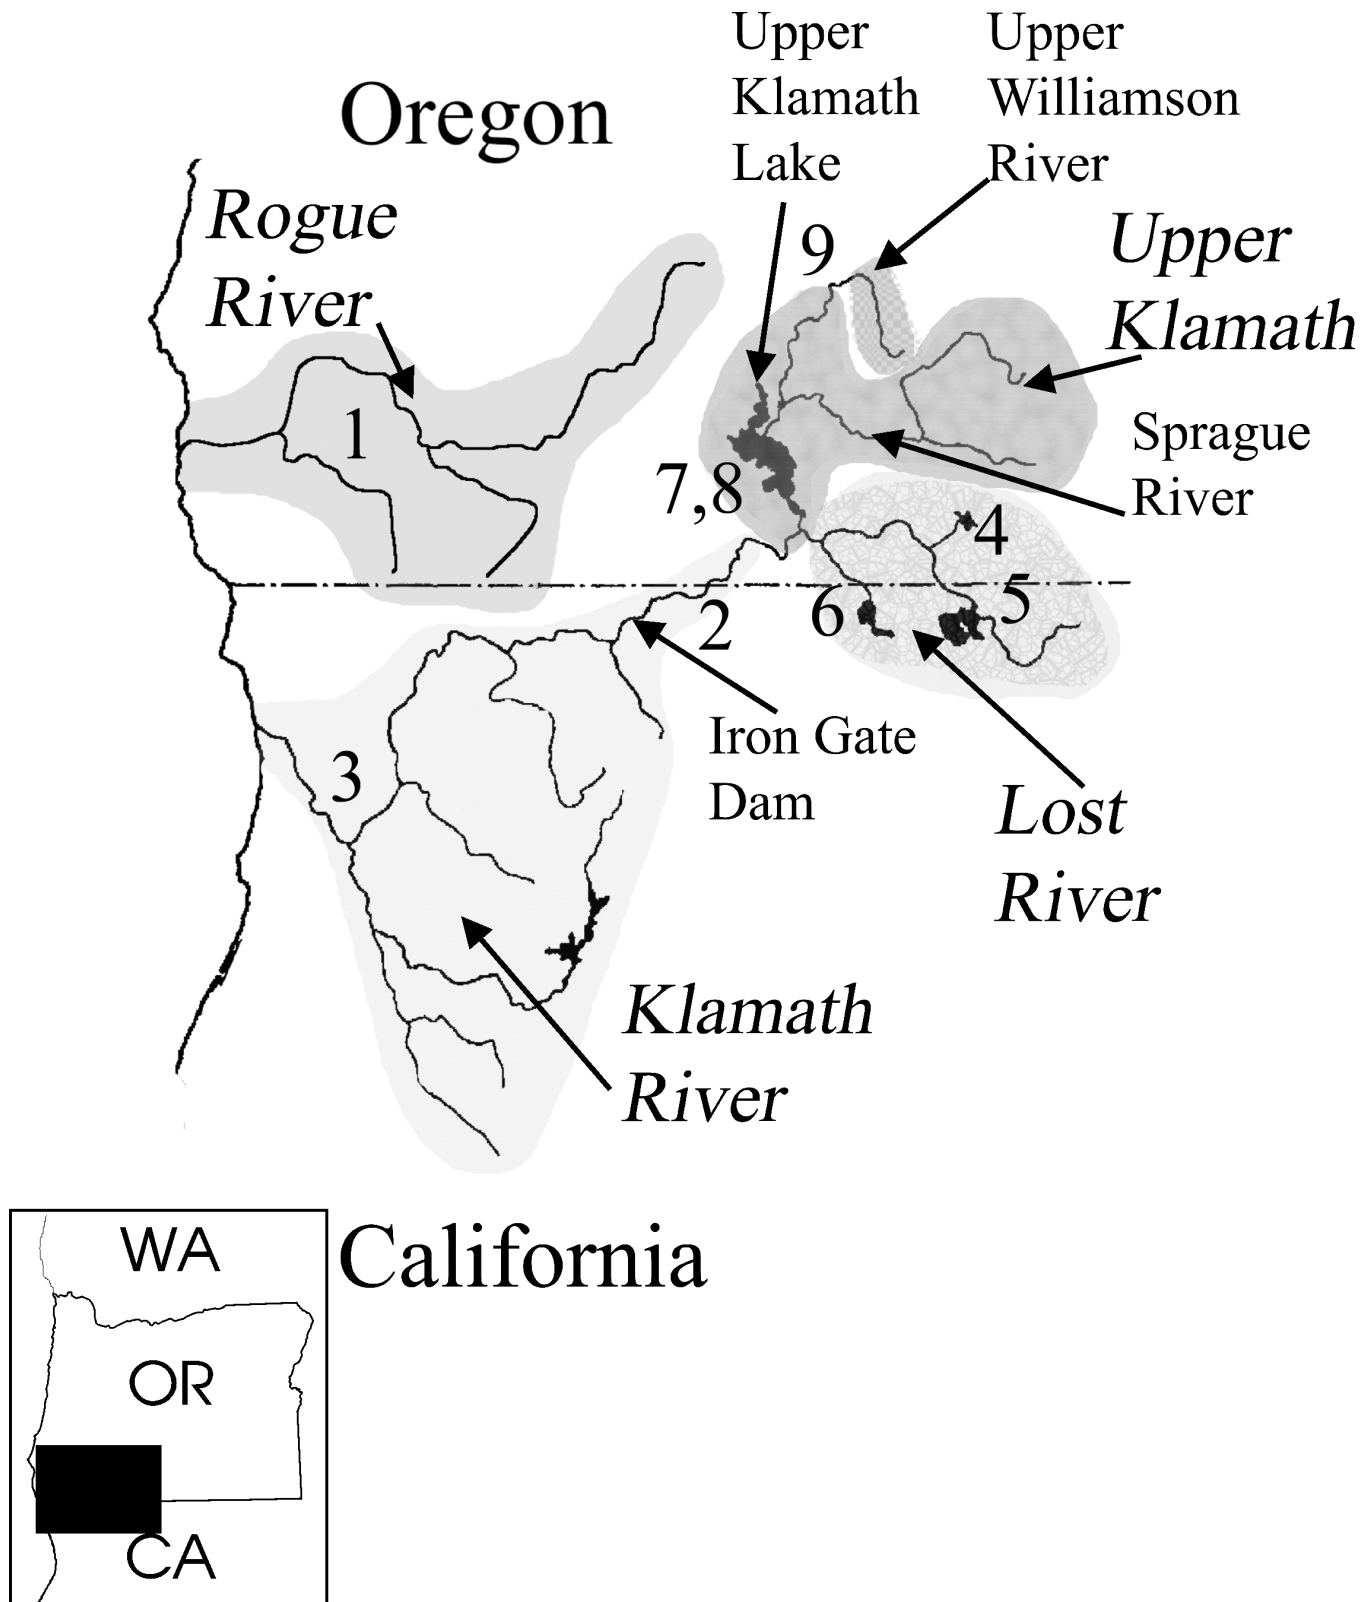 Upper
Klamath
Lake
Upper
Williamson
River
Oregon
Rogue
River
9
Upper
Klamath
1
Sprague
River
7,8
4
5
6
2
Iron Gate
Dam
3
Lost
River
Klamath
River
California
WA
OR
CA